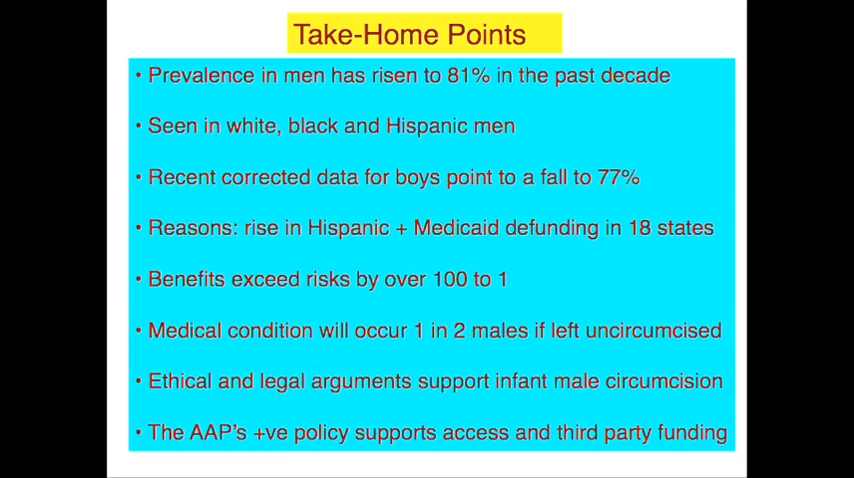 Take-Home Points
• Prevalence in men has risen to 81% in the past decade
• Seen in white, black and Hispanic men
• Recent corrected data for boys point to a fall to 77%
• Reasons: rise in Hispanic + Medicaid defunding in 18 states
• Benefits exceed risks by over 100 to 1
• Medical condition will occur 1 in 2 males if left uncircumcised
• Ethical and legal arguments support infant male circumcision
• The AAP's +ve policy supports access and third party funding